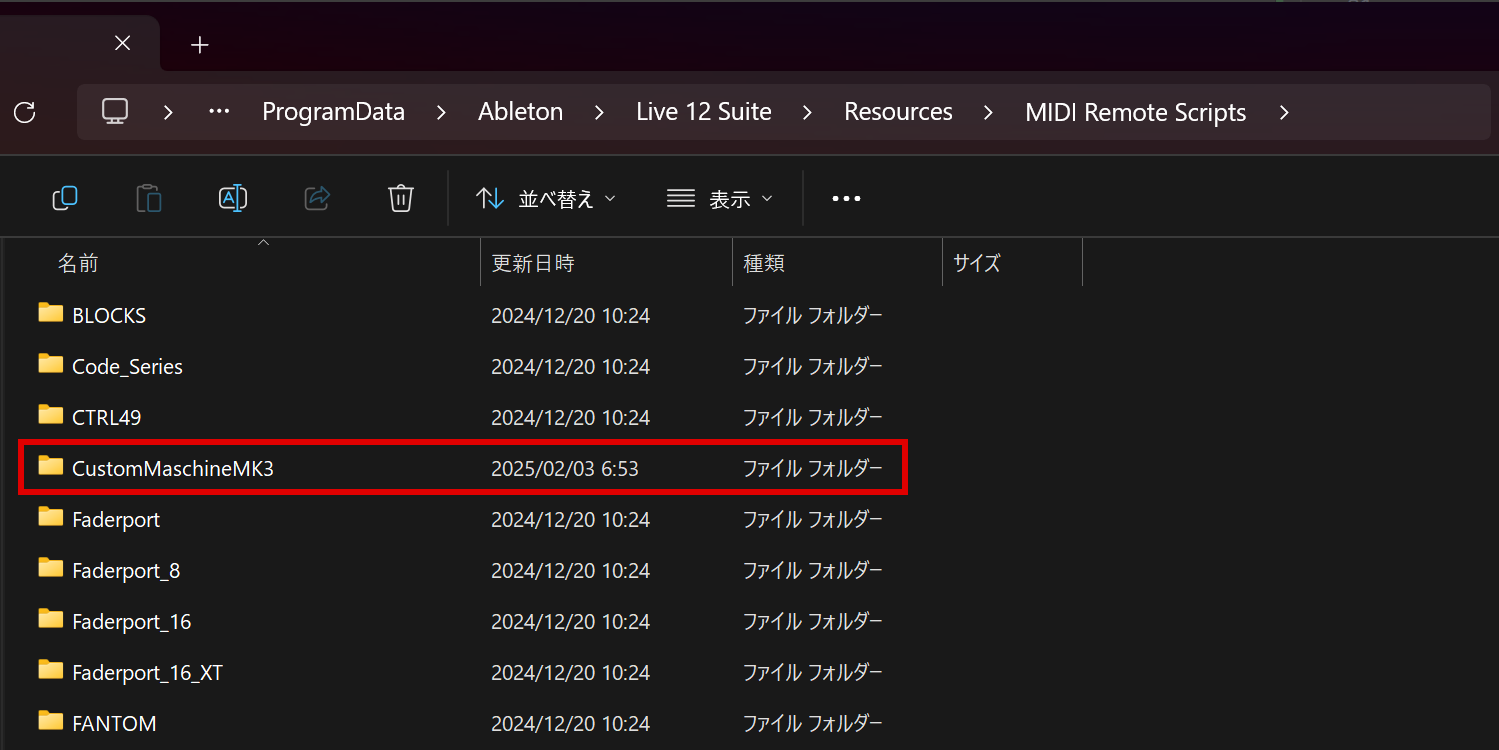 ProgramData > Ableton > Live 12 Suite > Resources > MIDI Remote Scripts >
並べ替え 表示
名前 更新日時 種類 サイズ
BLOCKS 2024/12/20 10:24 ファイル フォルダー
Code_Series 2024/12/20 10:24 ファイル フォルダー
CTRL49 2024/12/20 10:24 ファイル フォルダー
CustomMaschineMK3 2025/02/03 6:53 ファイル フォルダー
Faderport 2024/12/20 10:24 ファイル フォルダー
Faderport_8 2024/12/20 10:24 ファイル フォルダー
Faderport_16 2024/12/20 10:24 ファイル フォルダー
Faderport_16_XT 2024/12/20 10:24 ファイル フォルダー
FANTOM 2024/12/20 10:24 ファイル フォルダー